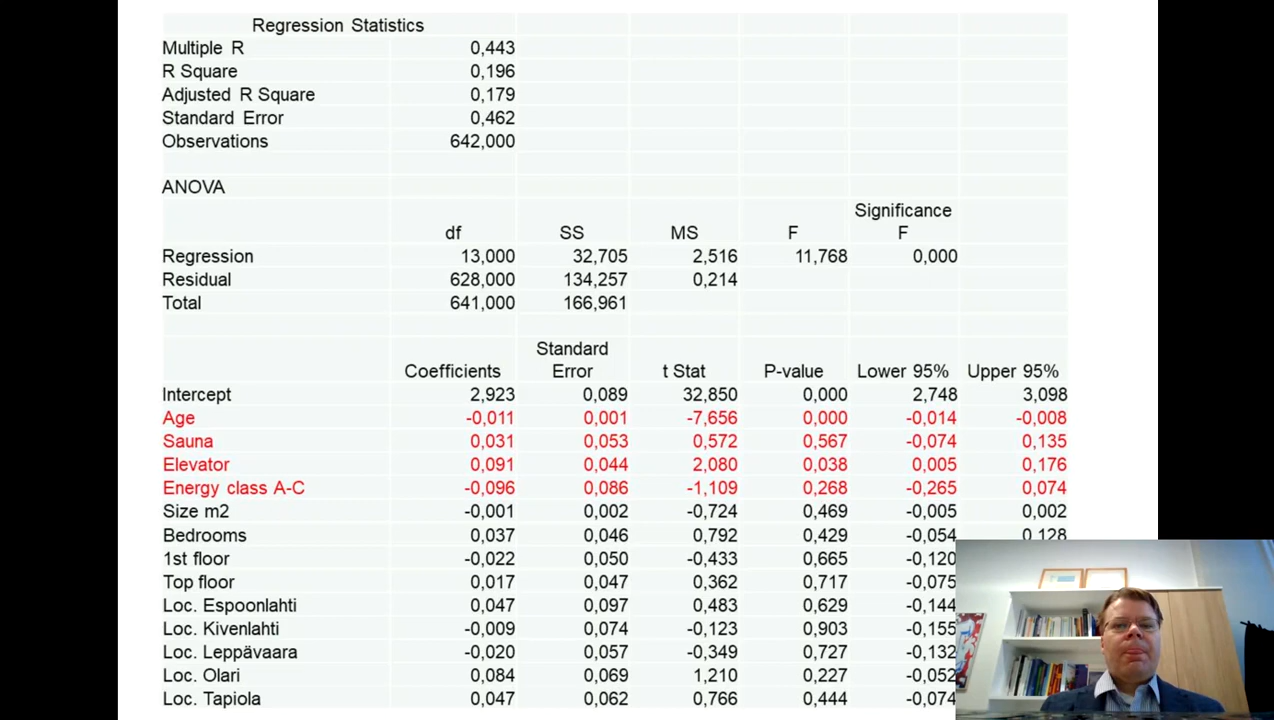 Regression Statistics
Multiple R 0,443
R Square 0,196
Adjusted R Square 0,179
Standard Error 0,462
Observations 642,000
ANOVA
Significance
df SS MS F F
Regression 13,000 32,705 2,516 11,768 0,000
Residual 628,000 134,257 0,214
Total 641,000 166,961
Standard
Coefficients Error t Stat P-value Lower 95% Upper 95%
Intercept 2,923 0,089 32,850 0,000 2,748 3,098
Age -0,011 0,001 -7,656 0,000 -0,014 -0,008
Sauna 0,031 0,053 0,572 0,567 -0,074 0,135
Elevator 0,091 0,044 2,080 0,038 0,005 0,176
Energy class A-C -0,096 0,086 -1,109 0,268 -0,265 0,074
Size m2 -0,001 0,002 -0,724 0,469 -0,005 0,002
Bedrooms 0,037 0,046 0,792 0,429 -0,054 0,128
1st floor -0,022 0,050 -0,433 0,665 -0,120
Top floor 0,017 0,047 0,362 0,717 -0,075
Loc. Espoonlahti 0,047 0,097 0,483 0,629 -0,144
Loc. Kivenlahti -0,009 0,074 -0,123 0,903 -0,155
Loc. Leppävaara -0,020 0,057 -0,349 0,727 -0,132
Loc. Olari 0,084 0,069 1,210 0,227 -0,052
Loc. Tapiola 0,047 0,062 0,766 0,444 -0,074